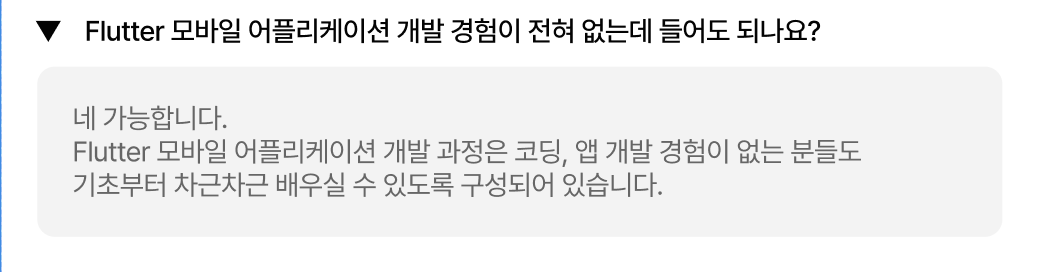 ▼ Flutter 모바일 어플리케이션 개발 경험이 전혀 없는데 들어도 되나요?
네 가능합니다.
Flutter 모바일 어플리케이션 개발 과정은 코딩, 앱 개발 경험이 없는 분들도
기초부터 차근차근 배우실 수 있도록 구성되어 있습니다.